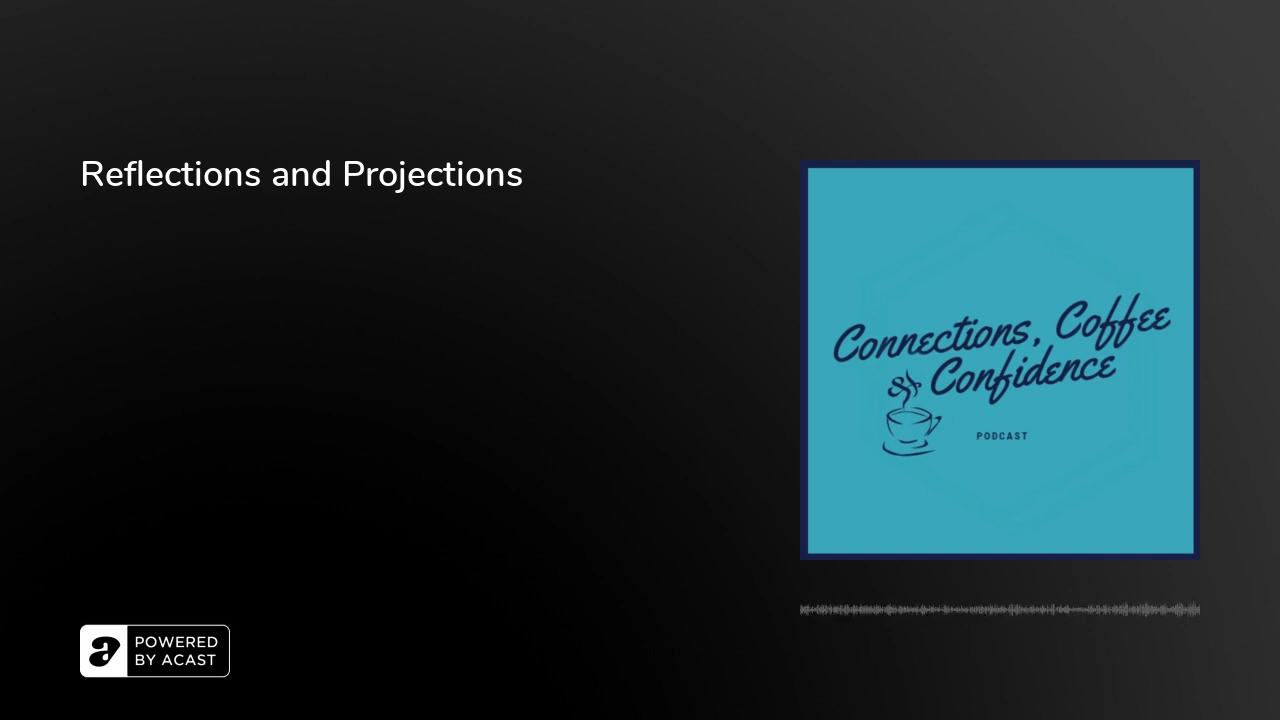 Reflections and Projections
Connections, Coffee
& Confidence
PODCAST
a POWERED
BY ACAST